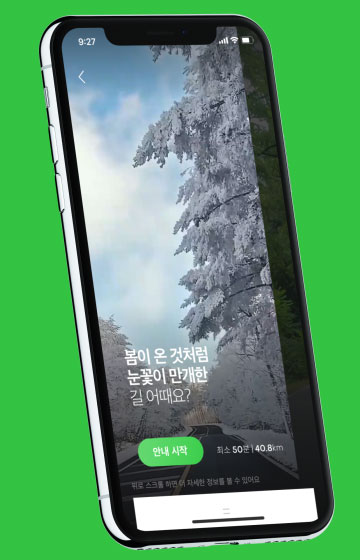 9:27
봄이 온 것처럼
눈꽃이 만개한
길 어때요?
안내 시작
최소 50분 | 40.8km
위로 스크롤 하면 더 자세한 정보를 볼 수 있어요